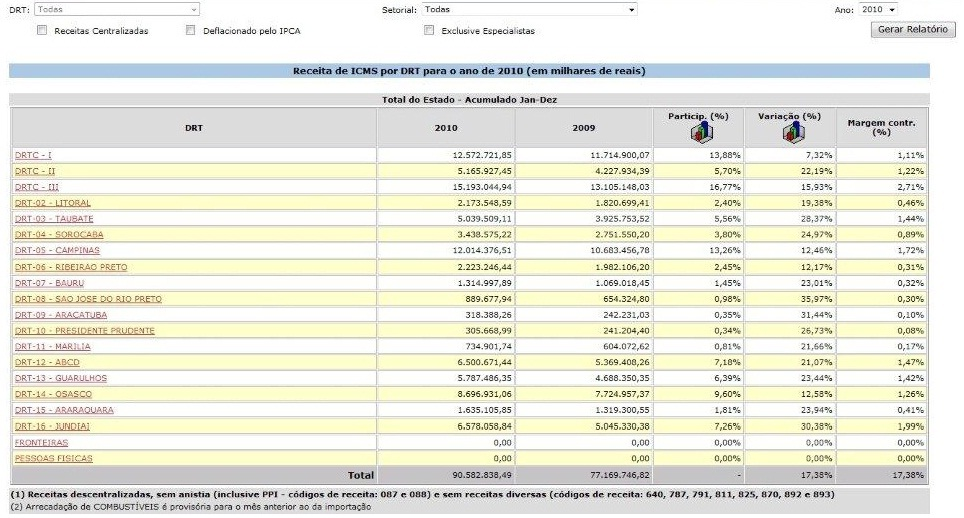 DRT: Todas Setorial: Todas Ano: 2010
Receitas Centralizadas Deflacionado pelo IPCA Exclusive Especialistas Gerar Relatório
Receita de ICMS por DRT para o ano de 2010 (em milhares de reais)
Total do Estado - Acumulado Jan-Dez
DRT 2010 2009 Particip. (%) Variação (%) Margem contr. (%)
DRTC - I 12.572.721,85 11.714.900,07 13,88% 7,32% 1,11%
DRTC - II 5.165.927,45 4.227.934,39 5,70% 22,19% 1,22%
DRTC - III 15.193.044,94 13.105.148,03 16,77% 15,93% 2,71%
DRT-02 - LITORAL 2.173.548,59 1.820.699,41 2,40% 19,38% 0,46%
DRT-03 - TAUBATE 5.039.509,11 3.925.753,52 5,56% 28,37% 1,44%
DRT-04 - SOROCABA 3.438.575,22 2.751.550,20 3,80% 24,97% 0,89%
DRT-05 - CAMPINAS 12.014.376,51 10.683.456,78 13,26% 12,46% 1,72%
DRT-06 - RIBEIRAO PRETO 2.223.246,44 1.982.106,20 2,45% 12,17% 0,31%
DRT-07 - BAURU 1.314.997,89 1.069.018,45 1,45% 23,01% 0,32%
DRT-08 - SAO JOSE DO RIO PRETO 889.677,94 654.324,80 0,98% 35,97% 0,30%
DRT-09 - ARACATUBA 318.388,26 242.231,03 0,35% 31,44% 0,10%
DRT-10 - PRESIDENTE PRUDENTE 305.668,99 241.204,40 0,34% 26,73% 0,08%
DRT-11 - MARILIA 734.901,74 604.072,62 0,81% 21,66% 0,17%
DRT-12 - ABCD 6.500.671,44 5.369.408,26 7,18% 21,07% 1,47%
DRT-13 - GUARULHOS 5.787.486,35 4.688.350,35 6,39% 23,44% 1,42%
DRT-14 - OSASCO 8.696.931,06 7.724.957,37 9,60% 12,58% 1,26%
DRT-15 - ARARAQUARA 1.635.105,85 1.319.300,55 1,81% 23,94% 0,41%
DRT-16 - JUNDIAI 6.578.058,84 5.045.330,38 7,26% 30,38% 1,99%
FRONTEIRAS 0,00 0,00 0,00% 0,00% 0,00%
PESSOAS FISICAS 0,00 0,00 0,00% 0,00% 0,00%
Total 90.582.838,49 77.169.746,82 - 17,38% 17,38%
(1) Receitas descentralizadas, sem anistia (inclusive PPI - códigos de receita: 087 e 088) e sem receitas diversas (códigos de receita: 640, 787, 791, 811, 825, 870, 892 e 893)
(2) Arrecadação de COMBUSTÍVEIS é provisória para o mês anterior ao da importação